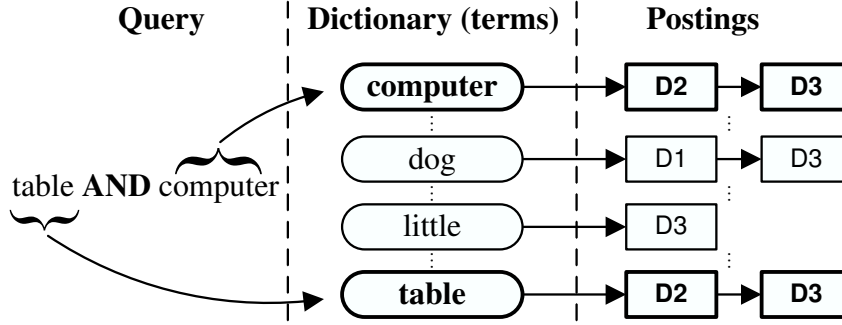 Query Dictionary (terms) Postings
computer D2 D3
dog D1 D3
table AND computer
little D3
table D2 D3